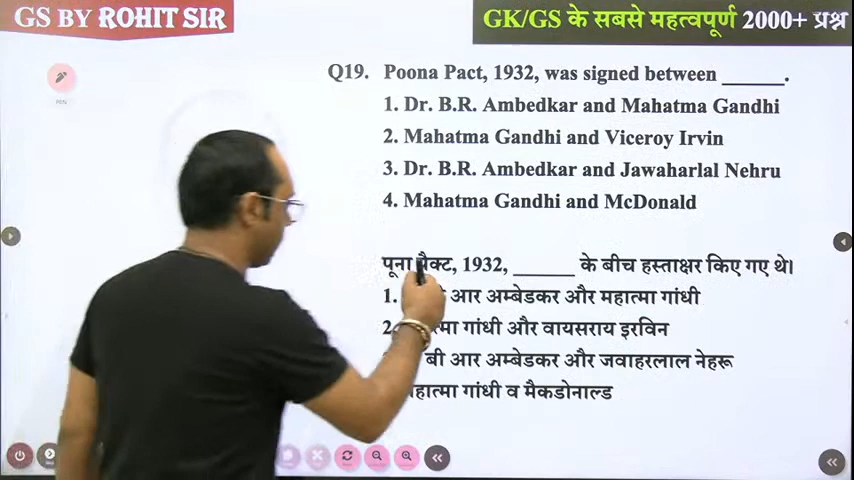 GS BY ROHIT SIR
GK/GS के सबसे महत्वपूर्ण 2000+ प्रश्न
Q19. Poona Pact, 1932, was signed between ______.
1. Dr. B.R. Ambedkar and Mahatma Gandhi
2. Mahatma Gandhi and Viceroy Irvin
3. Dr. B.R. Ambedkar and Jawaharlal Nehru
4. Mahatma Gandhi and McDonald
पूना पैक्ट, 1932, ______ के बीच हस्ताक्षर किए गए थे।
1. आर अम्बेडकर और महात्मा गांधी
2. गांधी और वायसराय इरविन
बी आर अम्बेडकर और जवाहरलाल नेहरू
महात्मा गांधी व मैकडोनाल्ड
PEN